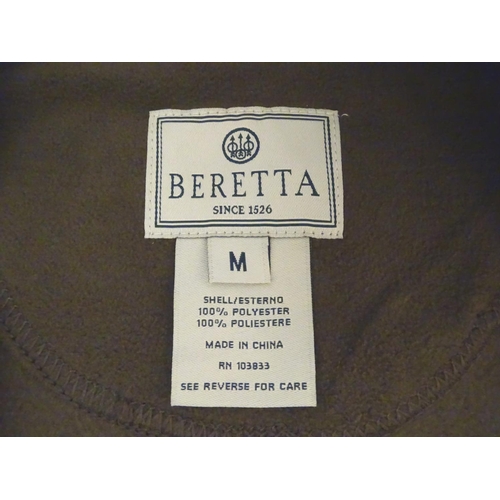 BERETTA
SINCE 1526
M
SHELL/ESTERNO
100% POLYESTER
100% POLIESTERE
MADE IN CHINA
RN 103833
SEE REVERSE FOR CARE